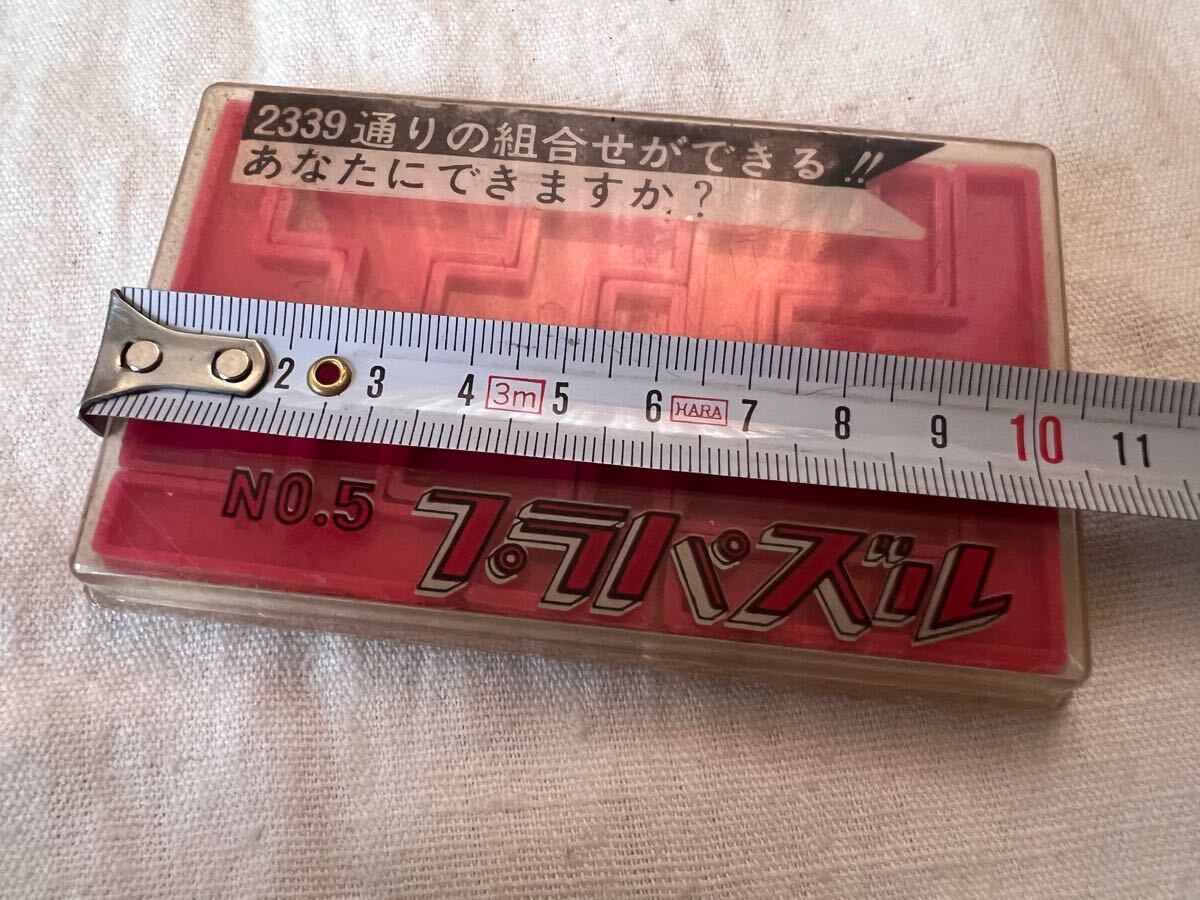 2339通りの組合せができる!!
あなたにできますか?
2 3 4 3m 5 6 HARA 7 8 9 10 11
NO.5 プラパズル